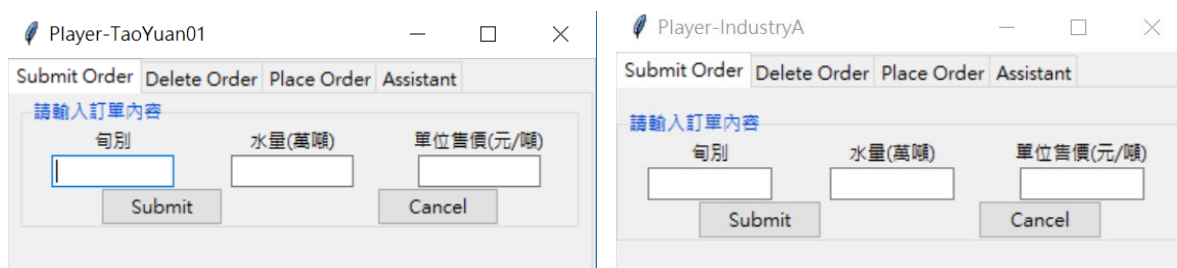 Player-TaoYuan01
Submit Order Delete Order Place Order Assistant
請輸入訂單內容
旬別 水量(萬噸) 單位售價(元/噸)
Submit Cancel
Player-IndustryA
Submit Order Delete Order Place Order Assistant
請輸入訂單內容
旬別 水量(萬噸) 單位售價(元/噸)
Submit Cancel